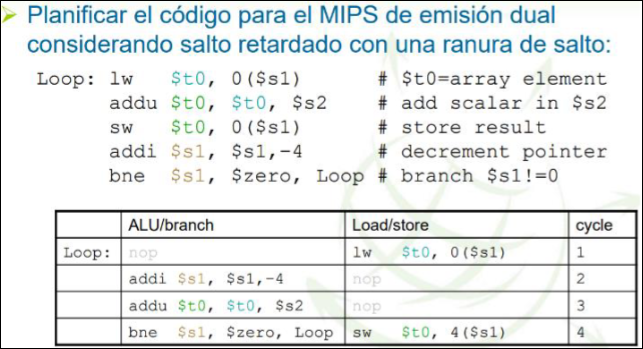 Planificar el código para el MIPS de emisión dual
considerando salto retardado con una ranura de salto:
Loop: lw $t0, 0($s1) # $t0=array element
addu $t0, $t0, $s2 # add scalar in $s2
sw $t0, 0($s1) # store result
addi $s1, $s1,-4 # decrement pointer
bne $s1, $zero, Loop # branch $s1!=0
ALU/branch Load/store cycle
Loop: nop lw $t0, 0($s1) 1
addi $s1, $s1,-4 nop 2
addu $t0, $t0, $s2 nop 3
bne $s1, $zero, Loop sw $t0, 4($s1) 4